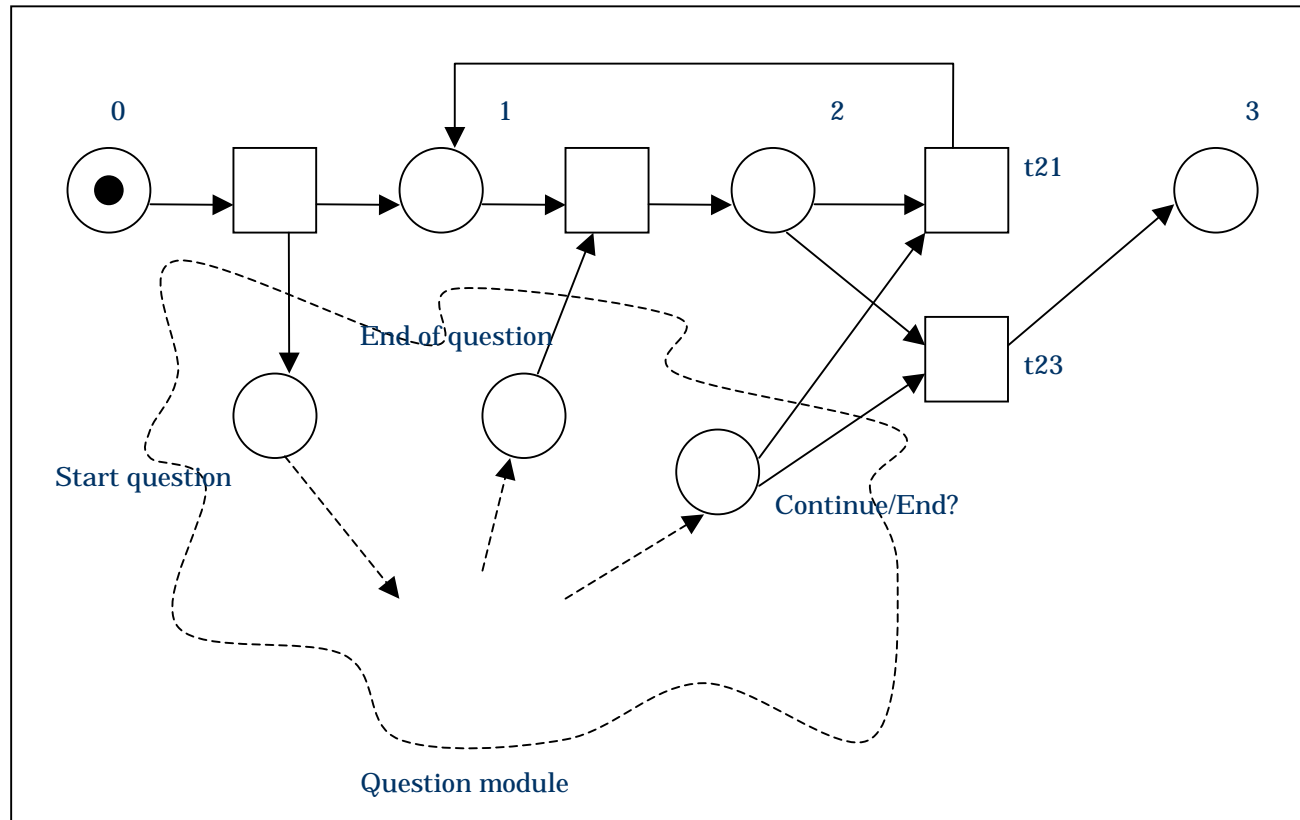 0
1
2
3
t21
End of question
t23
Start question
Continue/End?
Question module